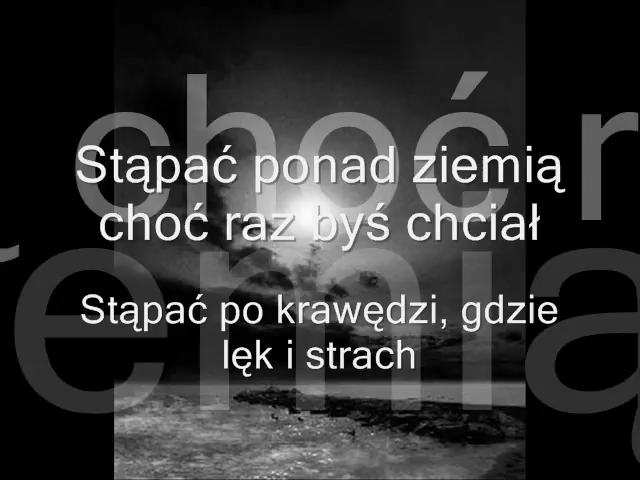 Stąpać ponad ziemią
choć raz byś chciał
Stąpać po krawędzi, gdzie
lęk i strach